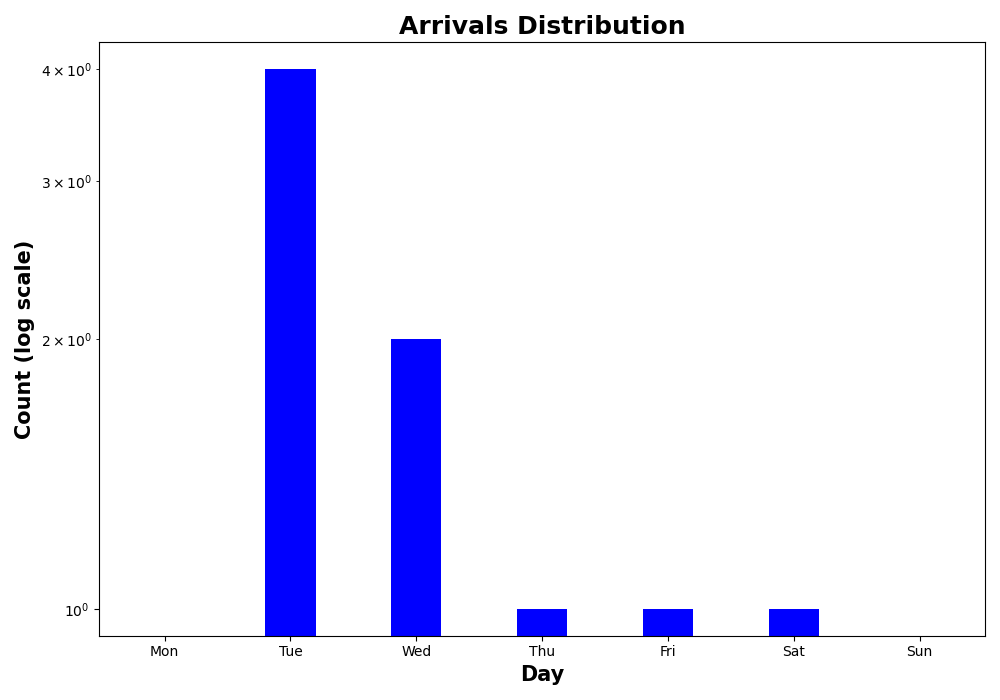 Arrivals Distribution
4 × 10⁰
3 × 10⁰
2 × 10⁰
10⁰
Count (log scale)
Mon Tue Wed Thu Fri Sat Sun
Day